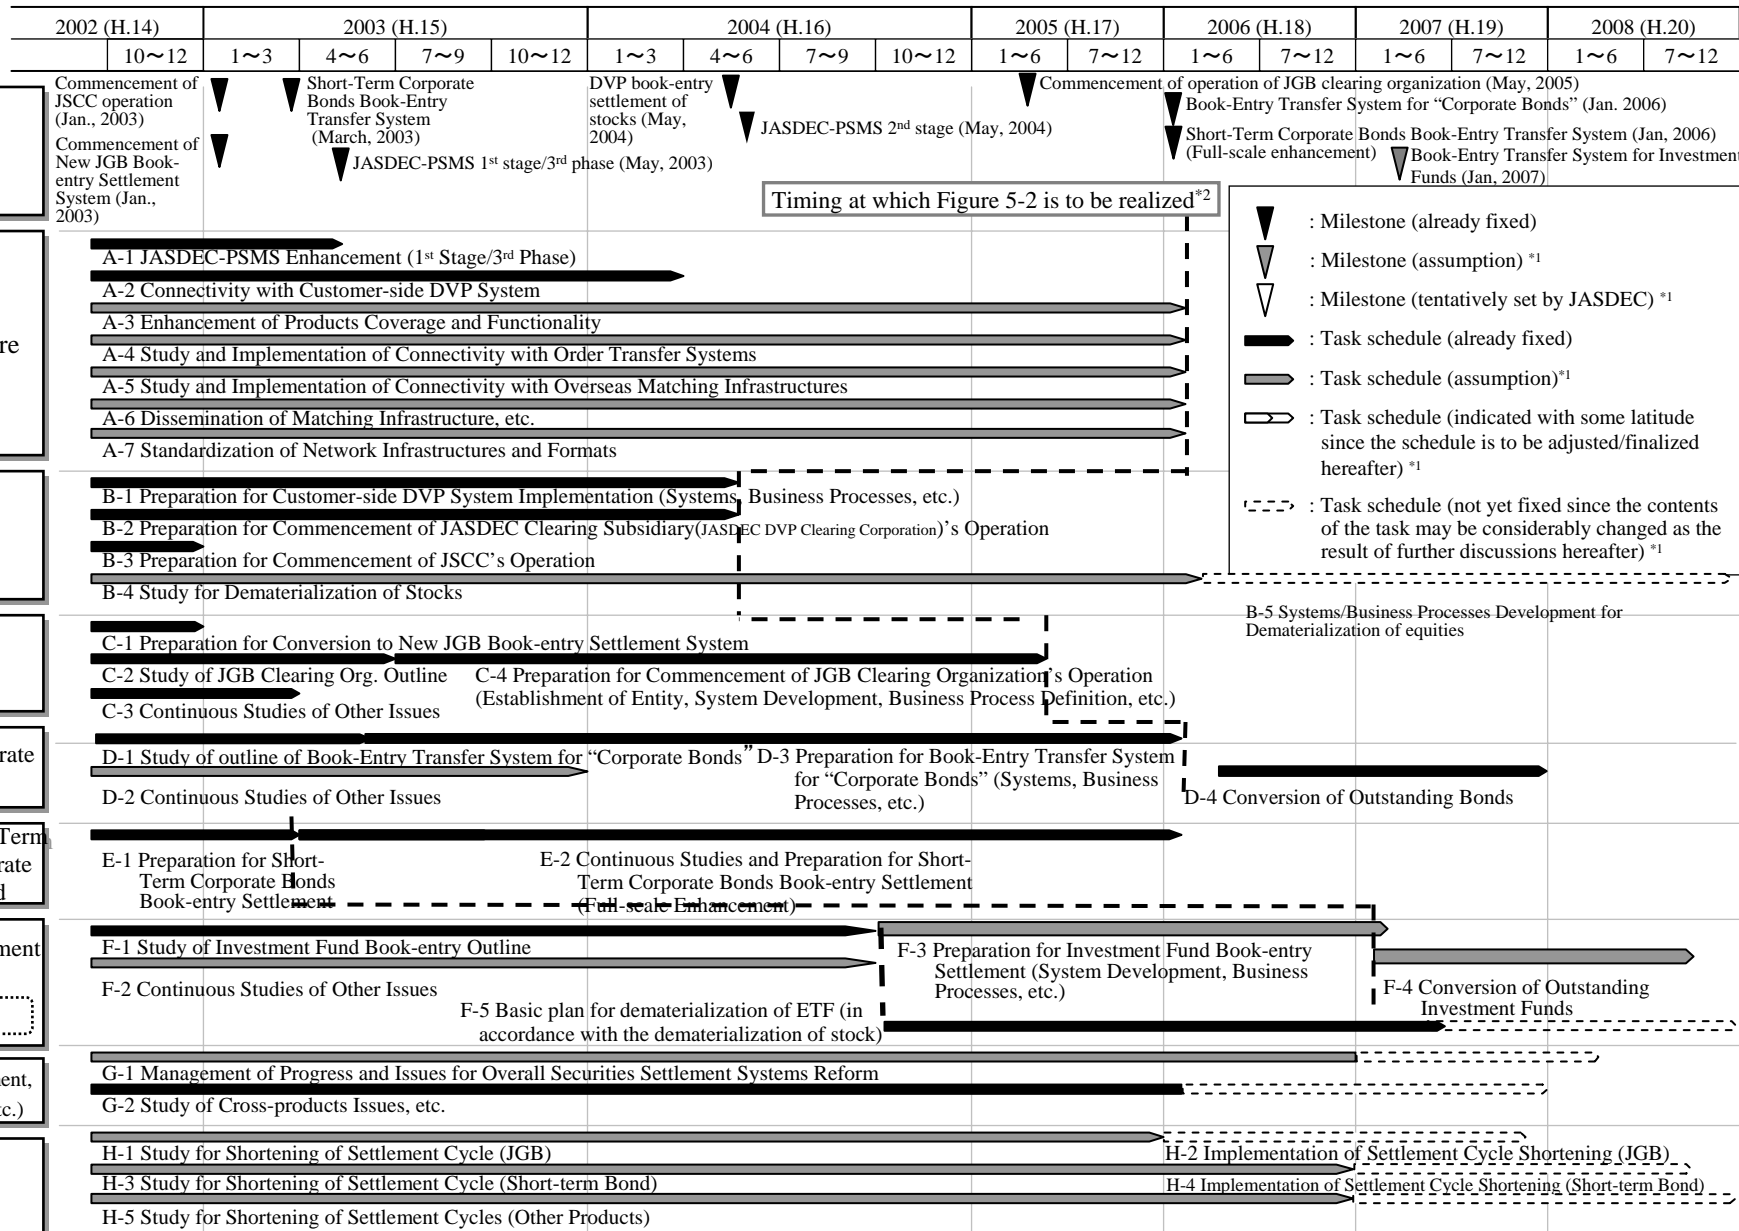 2002 (H.14) 2003 (H.15) 2004 (H.16) 2005 (H.17) 2006 (H.18) 2007 (H.19) 2008 (H.20)
10～12 1～3 4～6 7～9 10～12 1～3 4～6 7～9 10～12 1～6 7～12 1～6 7～12 1～6 7～12 1～6 7～12
Commencement of
JSCC operation
(Jan., 2003)
Commencement of
New JGB Book-
entry Settlement
System (Jan.,
2003)
Short-Term Corporate
Bonds Book-Entry
Transfer System
(March, 2003)
JASDEC-PSMS 1st stage/3rd phase (May, 2003)
DVP book-entry
settlement of
stocks (May,
2004)
JASDEC-PSMS 2nd stage (May, 2004)
Commencement of operation of JGB clearing organization (May, 2005)
Book-Entry Transfer System for “Corporate Bonds” (Jan. 2006)
Short-Term Corporate Bonds Book-Entry Transfer System (Jan, 2006)
(Full-scale enhancement)
Book-Entry Transfer System for Investment
Funds (Jan, 2007)
Timing at which Figure 5-2 is to be realized*2
: Milestone (already fixed)
: Milestone (assumption) *1
: Milestone (tentatively set by JASDEC) *1
: Task schedule (already fixed)
: Task schedule (assumption)*1
: Task schedule (indicated with some latitude
since the schedule is to be adjusted/finalized
hereafter) *1
: Task schedule (not yet fixed since the contents
of the task may be considerably changed as the
result of further discussions hereafter) *1
re
A-1 JASDEC-PSMS Enhancement (1st Stage/3rd Phase)
A-2 Connectivity with Customer-side DVP System
A-3 Enhancement of Products Coverage and Functionality
A-4 Study and Implementation of Connectivity with Order Transfer Systems
A-5 Study and Implementation of Connectivity with Overseas Matching Infrastructures
A-6 Dissemination of Matching Infrastructure, etc.
A-7 Standardization of Network Infrastructures and Formats
B-1 Preparation for Customer-side DVP System Implementation (Systems, Business Processes, etc.)
B-2 Preparation for Commencement of JASDEC Clearing Subsidiary(JASDEC DVP Clearing Corporation)’s Operation
B-3 Preparation for Commencement of JSCC’s Operation
B-4 Study for Dematerialization of Stocks
B-5 Systems/Business Processes Development for
Dematerialization of equities
C-1 Preparation for Conversion to New JGB Book-entry Settlement System
C-2 Study of JGB Clearing Org. Outline
C-4 Preparation for Commencement of JGB Clearing Organization’s Operation
(Establishment of Entity, System Development, Business Process Definition, etc.)
C-3 Continuous Studies of Other Issues
rate
D-1 Study of outline of Book-Entry Transfer System for “Corporate Bonds”
D-3 Preparation for Book-Entry Transfer System
for “Corporate Bonds” (Systems, Business
Processes, etc.)
D-2 Continuous Studies of Other Issues
D-4 Conversion of Outstanding Bonds
Term
rate
d
E-1 Preparation for Short-
Term Corporate Bonds
Book-entry Settlement
E-2 Continuous Studies and Preparation for Short-
Term Corporate Bonds Book-entry Settlement
(Full-scale Enhancement)
ment
F-1 Study of Investment Fund Book-entry Outline
F-2 Continuous Studies of Other Issues
F-3 Preparation for Investment Fund Book-entry
Settlement (System Development, Business
Processes, etc.)
F-4 Conversion of Outstanding
Investment Funds
F-5 Basic plan for dematerialization of ETF (in
accordance with the dematerialization of stock)
ent,
tc.)
G-1 Management of Progress and Issues for Overall Securities Settlement Systems Reform
G-2 Study of Cross-products Issues, etc.
H-1 Study for Shortening of Settlement Cycle (JGB)
H-2 Implementation of Settlement Cycle Shortening (JGB)
H-3 Study for Shortening of Settlement Cycle (Short-term Bond)
H-4 Implementation of Settlement Cycle Shortening (Short-term Bond)
H-5 Study for Shortening of Settlement Cycles (Other Products)